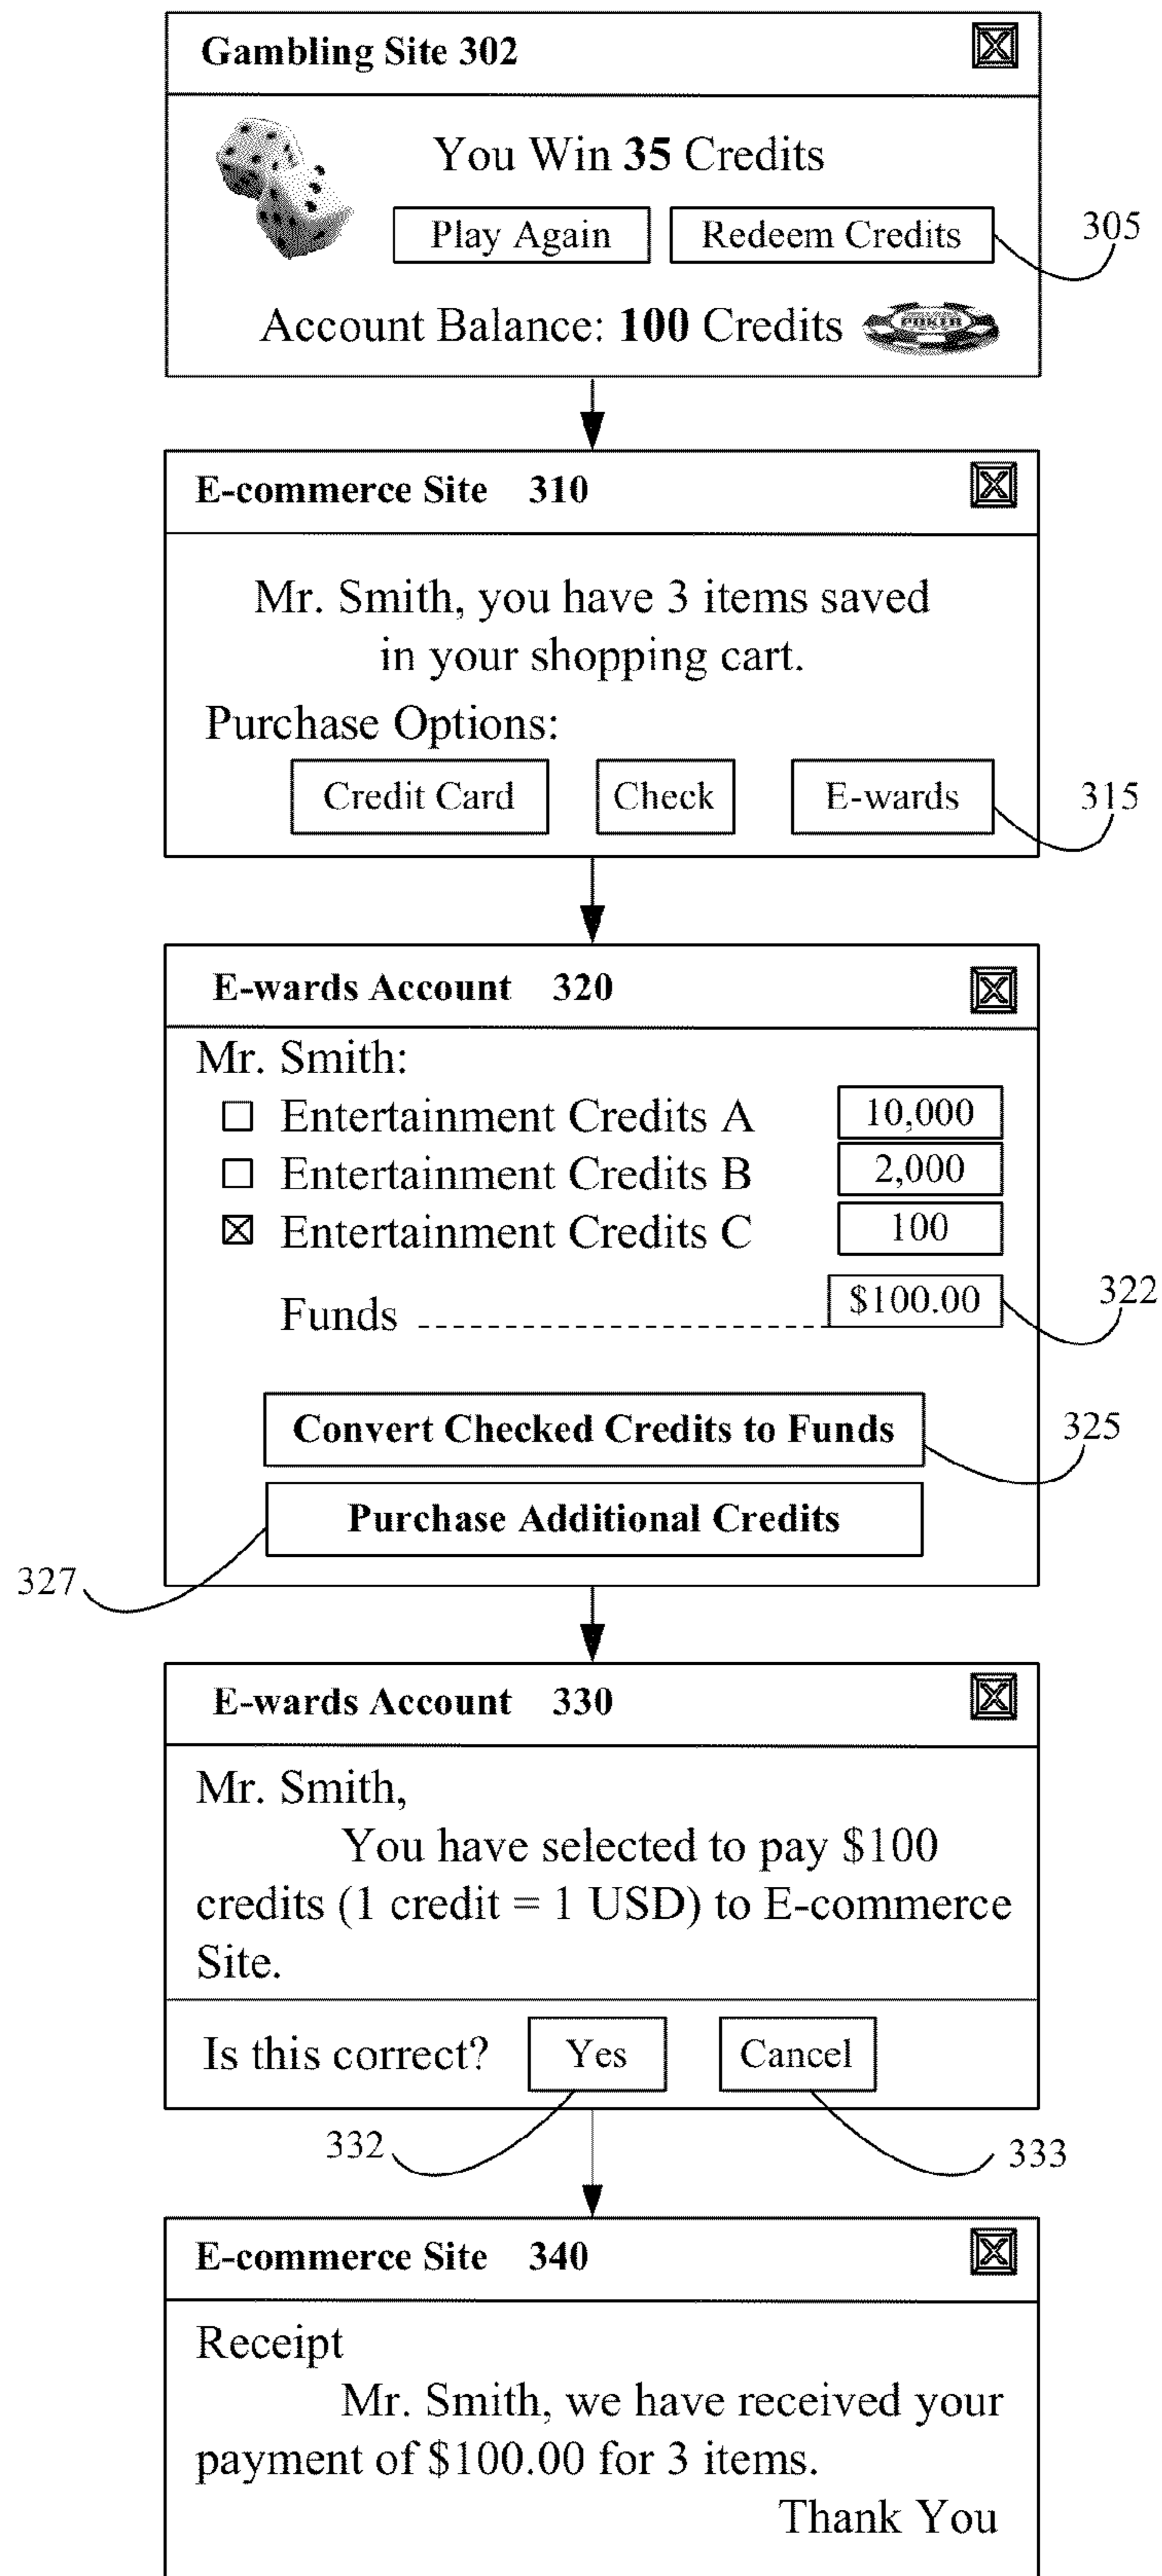 Gambling Site 302
You Win 35 Credits
Play Again
Redeem Credits
305
Account Balance: 100 Credits
POKER
E-commerce Site 310
Mr. Smith, you have 3 items saved
in your shopping cart.
Purchase Options:
Credit Card
Check
E-wards
315
E-wards Account 320
Mr. Smith:
Entertainment Credits A 10,000
Entertainment Credits B 2,000
Entertainment Credits C 100
Funds $100.00
322
Convert Checked Credits to Funds
325
Purchase Additional Credits
327
E-wards Account 330
Mr. Smith,
You have selected to pay $100
credits (1 credit = 1 USD) to E-commerce
Site.
Is this correct? Yes Cancel
332
333
E-commerce Site 340
Receipt
Mr. Smith, we have received your
payment of $100.00 for 3 items.
Thank You